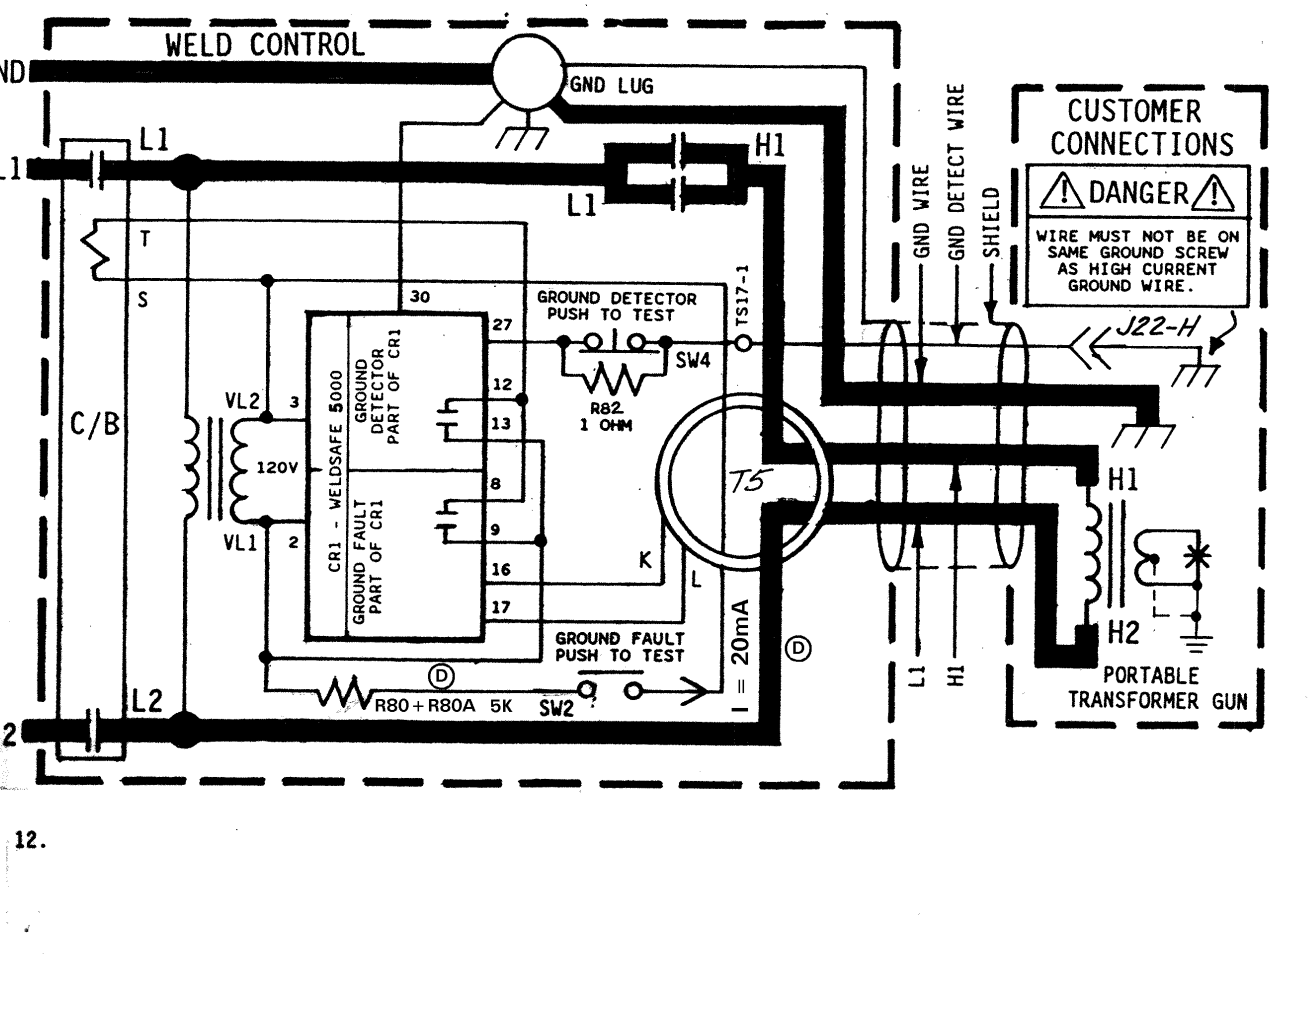 WELD CONTROL
ND
GND LUG
L1
L1
H1
L1
T
S
30
GROUND DETECTOR
PUSH TO TEST
27
SW4
TS17-1
R82
1 OHM
12
13
8
9
16
17
C/B
VL2
3
120V
VL1
2
CR1 - WELDSAFE 5000
GROUND
DETECTOR
PART OF CR1
GROUND FAULT
PART OF CR1
T5
K
L
GROUND FAULT
PUSH TO TEST
D
R80+R80A 5K
SW2
?
I = 20mA
D
L2
2
GND WIRE
GND DETECT WIRE
SHIELD
L1
H1
CUSTOMER
CONNECTIONS
! DANGER !
WIRE MUST NOT BE ON
SAME GROUND SCREW
AS HIGH CURRENT
GROUND WIRE.
J22-H
H1
H2
PORTABLE
TRANSFORMER GUN
12.